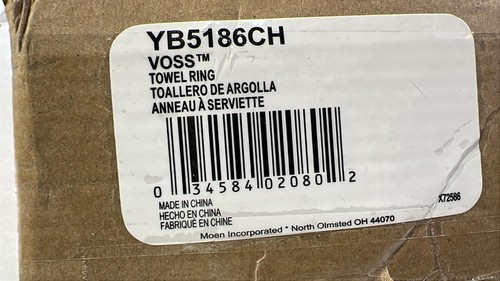 YB5186CH
VOSS™
TOWEL RING
TOALLERO DE ARGOLLA
ANNEAU À SERVIETTE
0 34584 02080 2
MADE IN CHINA
HECHO EN CHINA
FABRIQUÉ EN CHINE
X72586
Moen Incorporated * North Olmsted OH 44070